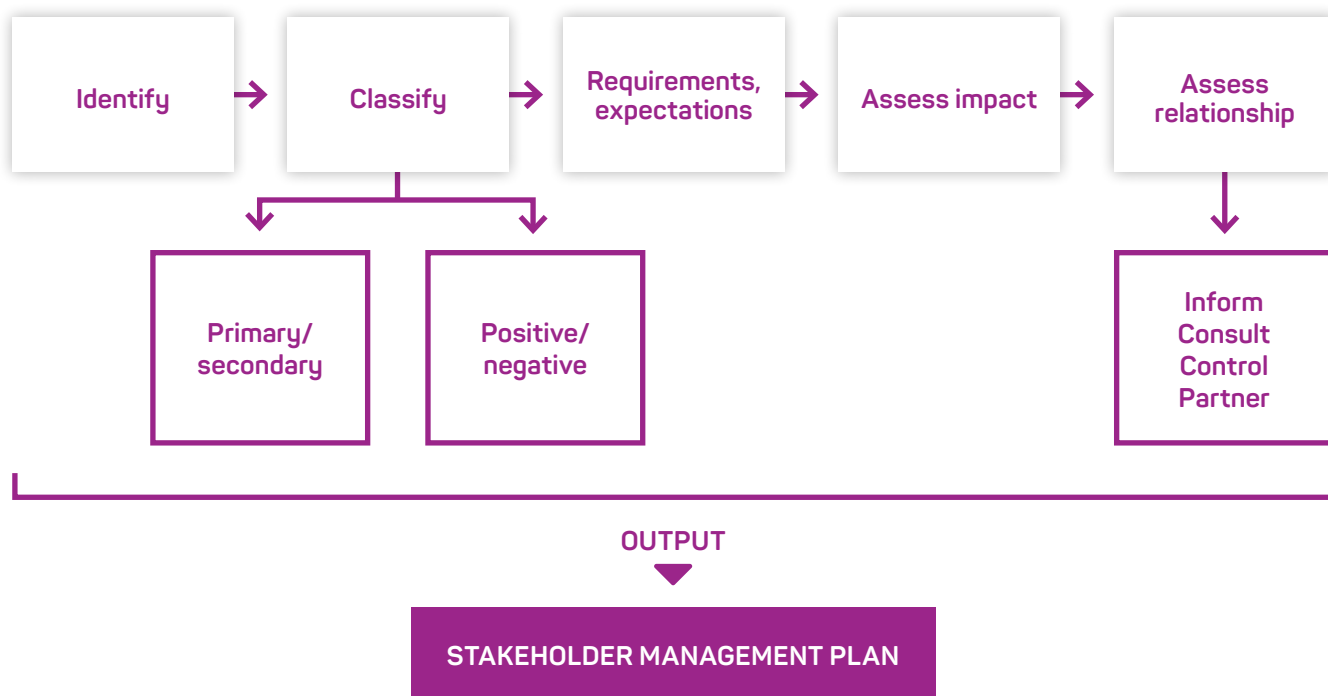 Identify
Classify
Requirements,
expectations
Assess impact
Assess
relationship
Primary/
secondary
Positive/
negative
Inform
Consult
Control
Partner
OUTPUT
STAKEHOLDER MANAGEMENT PLAN